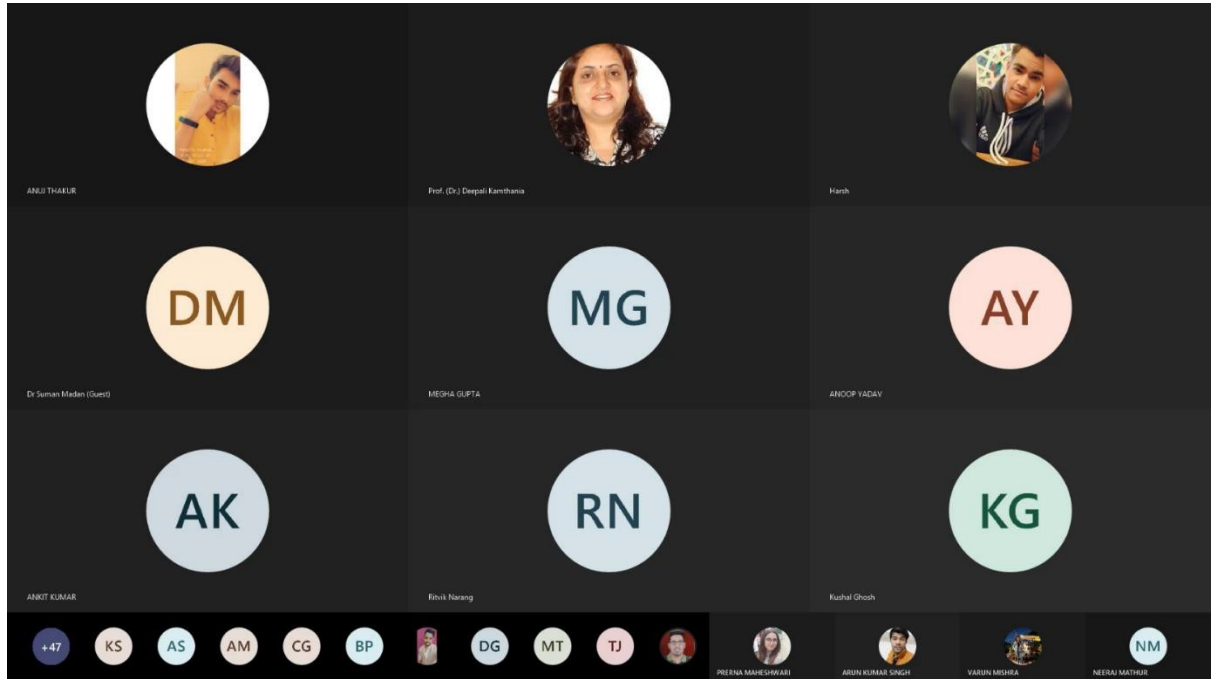 ANUJ THAKUR
Prof. (Dr.) Deepali Kamthania
Harsh
DM
MG
AY
Dr Suman Madan (Guest)
MEGHA GUPTA
ANOOP YADAV
AK
RN
KG
ANKIT KUMAR
Ritvik Narang
Kushal Ghosh
+47
KS
AS
AM
CG
BP
DG
MT
TJ
NM
PRERNA MAHESHWARI
ARUN KUMAR SINGH
VARUN MISHRA
NEERAJ MATHUR